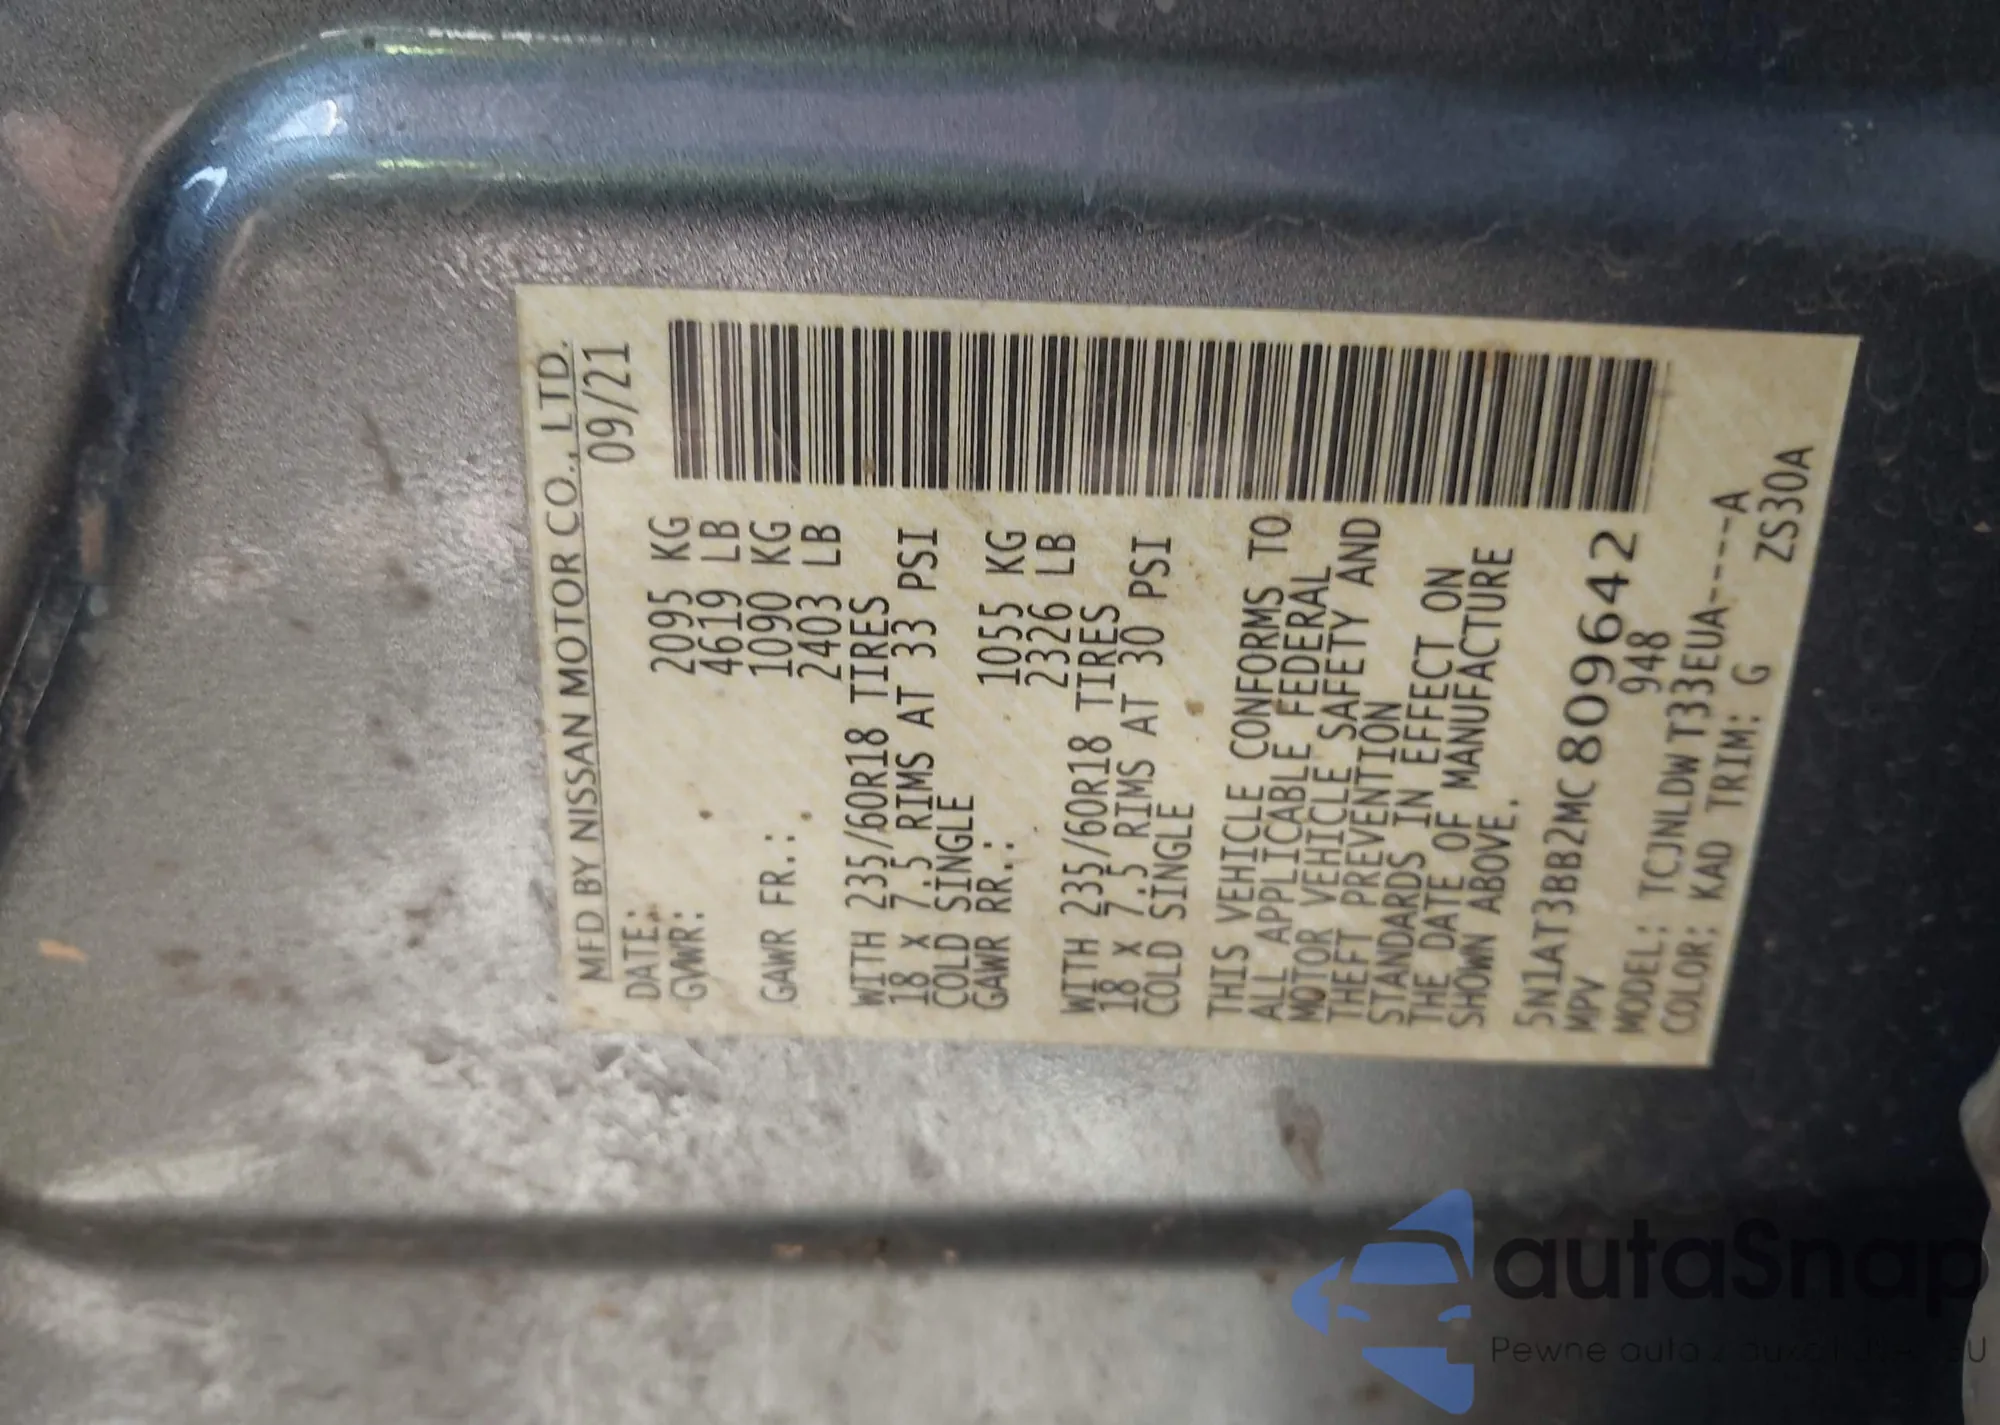 MFD BY NISSAN MOTOR CO., LTD.
DATE: 09/21
GVWR: 2095 KG
4619 LB
GAWR FR.: 1090 KG
2403 LB
WITH 235/60R18 TIRES
18 X 7.5 RIMS AT 33 PSI
COLD SINGLE
GAWR RR.: 1055 KG
2326 LB
WITH 235/60R18 TIRES
18 X 7.5 RIMS AT 30 PSI
COLD SINGLE
THIS VEHICLE CONFORMS TO
ALL APPLICABLE FEDERAL
MOTOR VEHICLE SAFETY AND
THEFT PREVENTION
STANDARDS IN EFFECT ON
THE DATE OF MANUFACTURE
SHOWN ABOVE.
5N1AT3BB2MC809642
MPV 948
MODEL: TCJNLDW T33EUA----A
COLOR: KAD TRIM: G
ZS30A
autaSnap
Pewne auto z aukcji